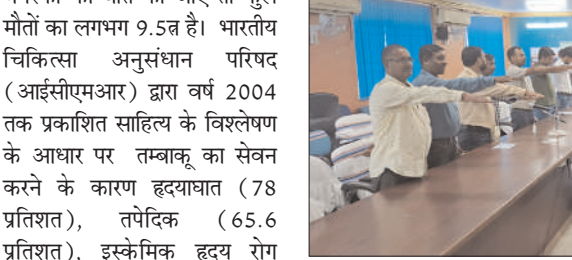 मौतों का लगभग 9.5त्न है। भारतीय
चिकित्सा अनुसंधान परिषद
(आईसीएमआर) द्वारा वर्ष 2004
तक प्रकाशित साहित्य के विश्लेषण
के आधार पर तम्बाकू का सेवन
करने के कारण हृदयाघात (78
प्रतिशत), तपेदिक (65.6
प्रतिशत), इस्केमिक हृदय रोग